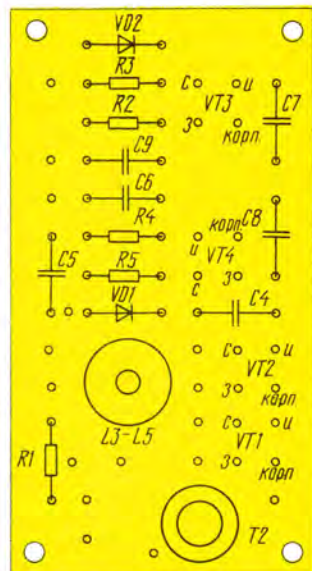 VD2
R3
с и
VT3 C7
R2
з корп
C9
C6
R4 корп C8
и VT4
C5 R5 с з
VD1 C4
с и
VT2
з корп
L3-L5 с и
VT1
R1 з корп
T2